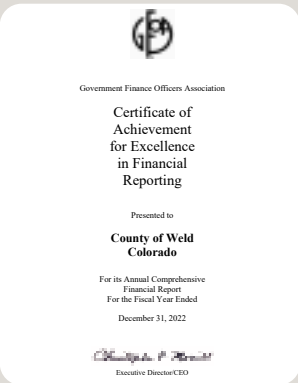 Government Finance Officers Association
Certificate of
Achievement
for Excellence
in Financial
Reporting
Presented to
County of Weld
Colorado
For its Annual Comprehensive
Financial Report
For the Fiscal Year Ended
December 31, 2022
Executive Director/CEO